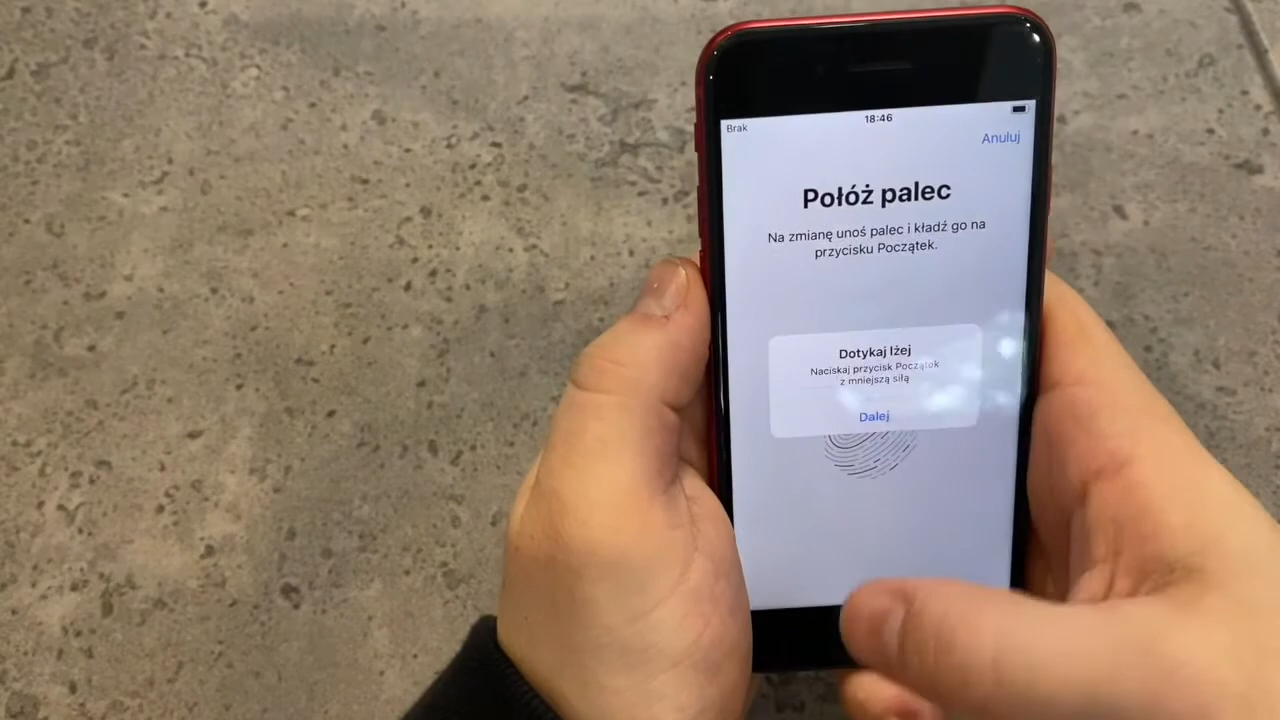 Brak
18:46
Anuluj
Połóż palec
Na zmianę unoś palec i kładź go na
przycisku Początek.
Dotykaj lżej
Naciskaj przycisk Początok
z mniejszą siłą
Dalej